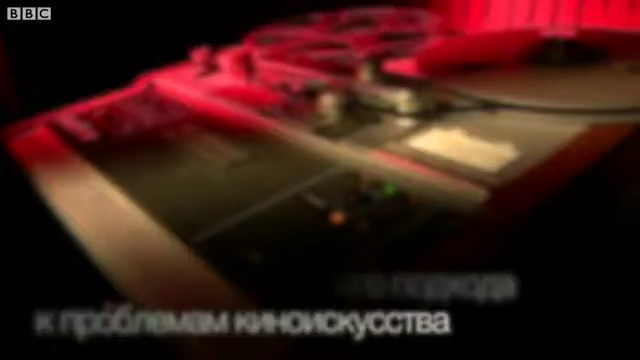 BBC
подхода
к проблемам киноискусства